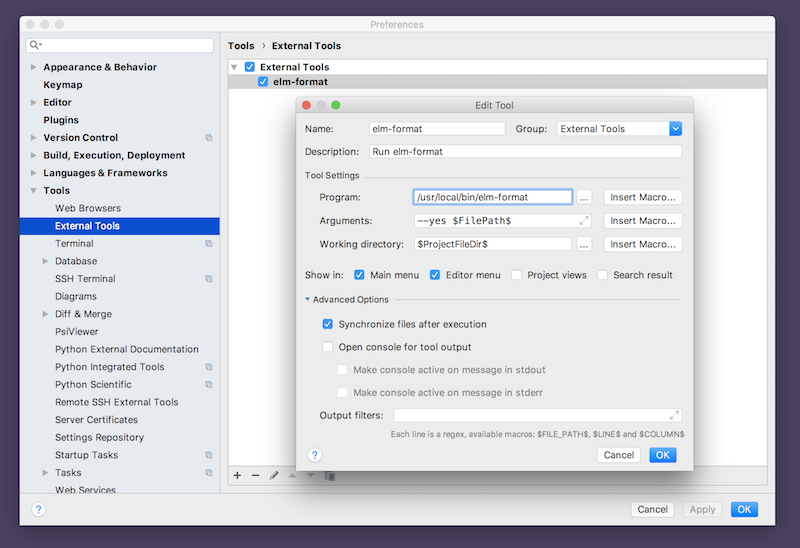 Preferences
Tools › External Tools
Appearance & Behavior
Keymap
Editor
Plugins
Version Control
Build, Execution, Deployment
Languages & Frameworks
Tools
Web Browsers
External Tools
Terminal
Database
SSH Terminal
Diagrams
Diff & Merge
PsiViewer
Python External Documentation
Python Integrated Tools
Python Scientific
Remote SSH External Tools
Server Certificates
Settings Repository
Startup Tasks
Tasks
Web Services
External Tools
elm-format
Edit Tool
Name: elm-format Group: External Tools
Description: Run elm-format
Tool Settings
Program: /usr/local/bin/elm-format ... Insert Macro...
Arguments: --yes $FilePath$ Insert Macro...
Working directory: $ProjectFileDir$ ... Insert Macro...
Show in: Main menu Editor menu Project views Search result
Advanced Options
Synchronize files after execution
Open console for tool output
Make console active on message in stdout
Make console active on message in stderr
Output filters:
Each line is a regex, available macros: $FILE_PATH$, $LINE$ and $COLUMN$
? Cancel OK
? Cancel Apply OK